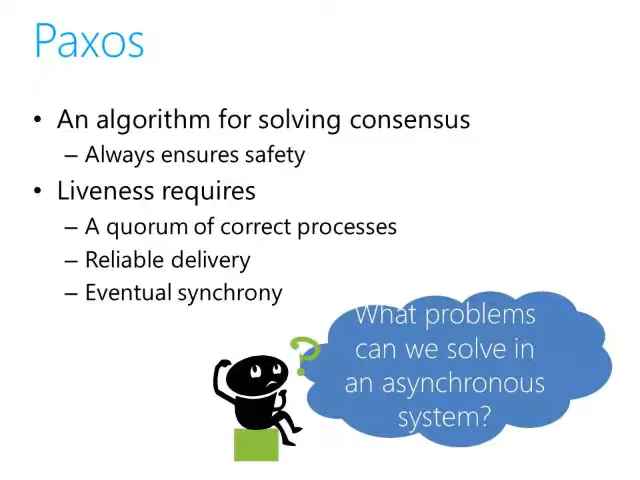 Paxos
• An algorithm for solving consensus
– Always ensures safety
• Liveness requires
– A quorum of correct processes
– Reliable delivery
– Eventual synchrony
?
What problems
can we solve in
an asynchronous
system?